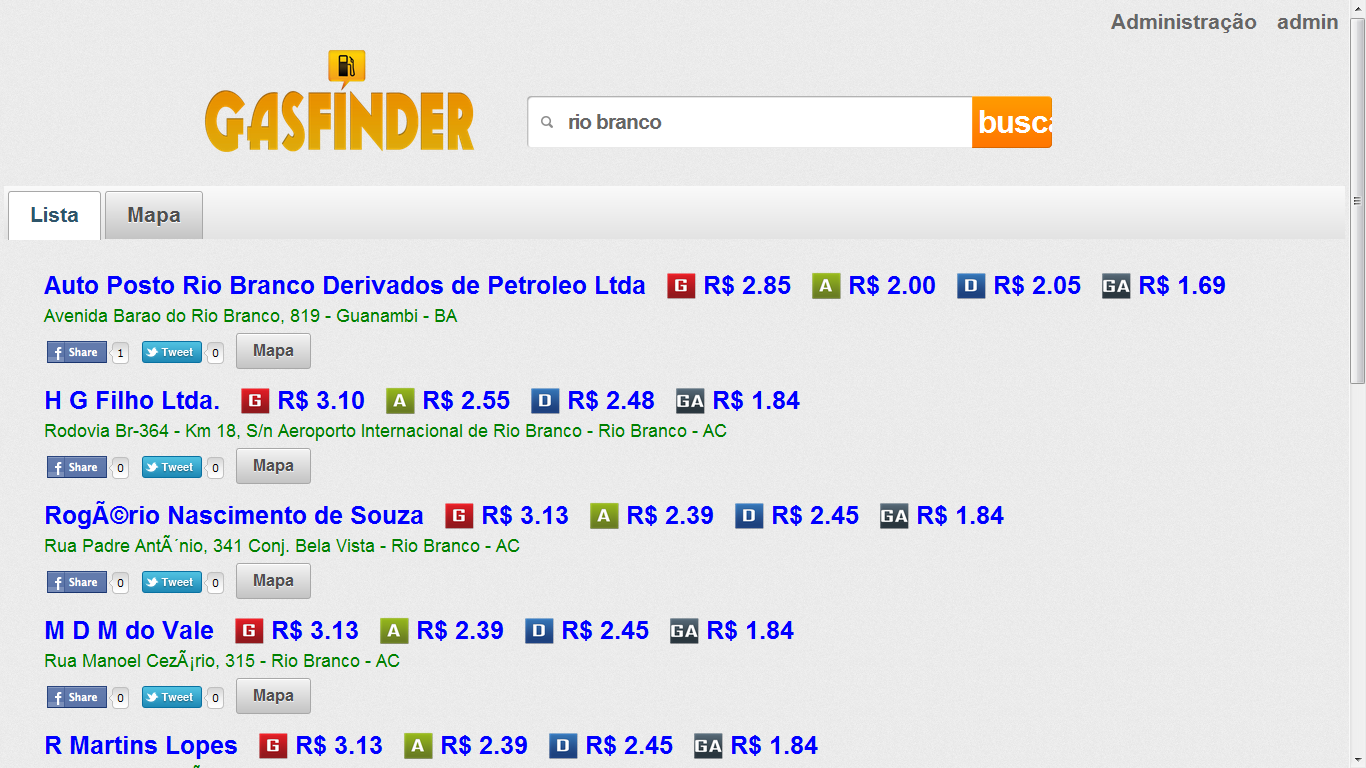 Administração admin
GASFÍNDER
rio branco
busca
Lista Mapa
Auto Posto Rio Branco Derivados de Petroleo Ltda G R$ 2.85 A R$ 2.00 D R$ 2.05 GA R$ 1.69
Avenida Barao do Rio Branco, 819 - Guanambi - BA
f Share 1 Tweet 0 Mapa
H G Filho Ltda. G R$ 3.10 A R$ 2.55 D R$ 2.48 GA R$ 1.84
Rodovia Br-364 - Km 18, S/n Aeroporto Internacional de Rio Branco - Rio Branco - AC
f Share 0 Tweet 0 Mapa
RogÃ©rio Nascimento de Souza G R$ 3.13 A R$ 2.39 D R$ 2.45 GA R$ 1.84
Rua Padre AntÃ´nio, 341 Conj. Bela Vista - Rio Branco - AC
f Share 0 Tweet 0 Mapa
M D M do Vale G R$ 3.13 A R$ 2.39 D R$ 2.45 GA R$ 1.84
Rua Manoel CezÃ¡rio, 315 - Rio Branco - AC
f Share 0 Tweet 0 Mapa
R Martins Lopes G R$ 3.13 A R$ 2.39 D R$ 2.45 GA R$ 1.84